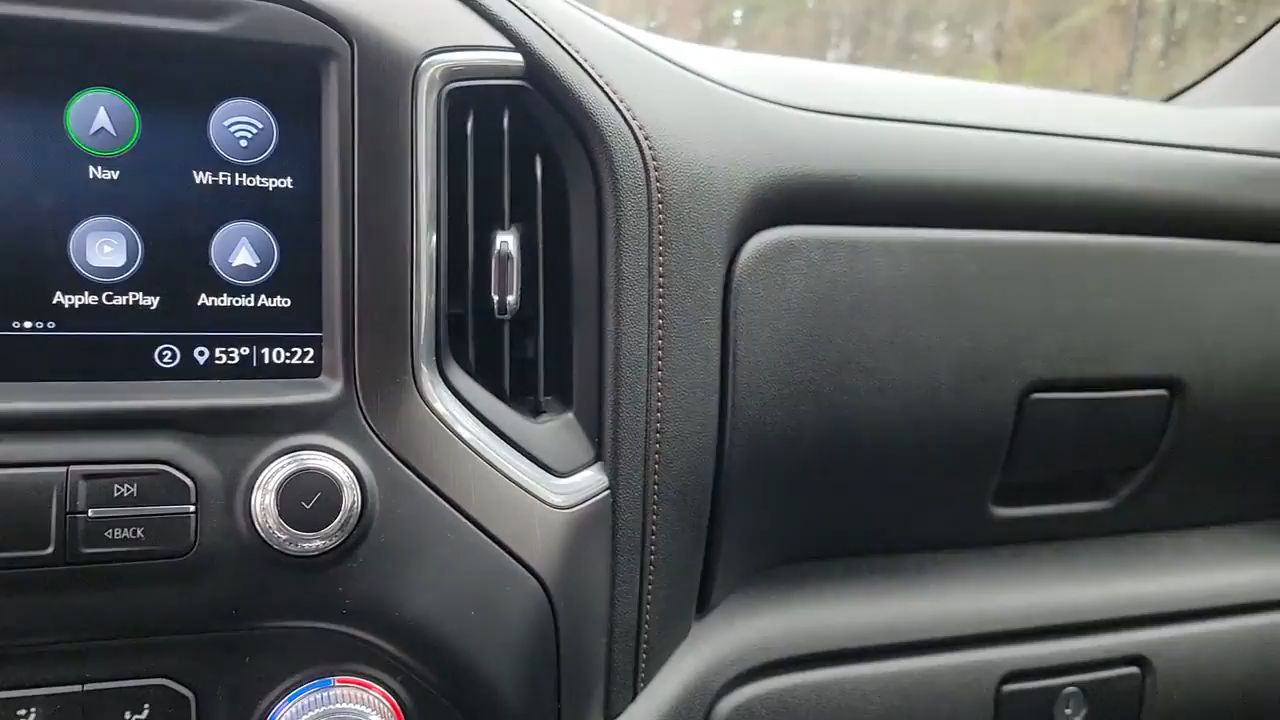 Nav
Wi-Fi Hotspot
Apple CarPlay
Android Auto
2 53° 10:22
BACK